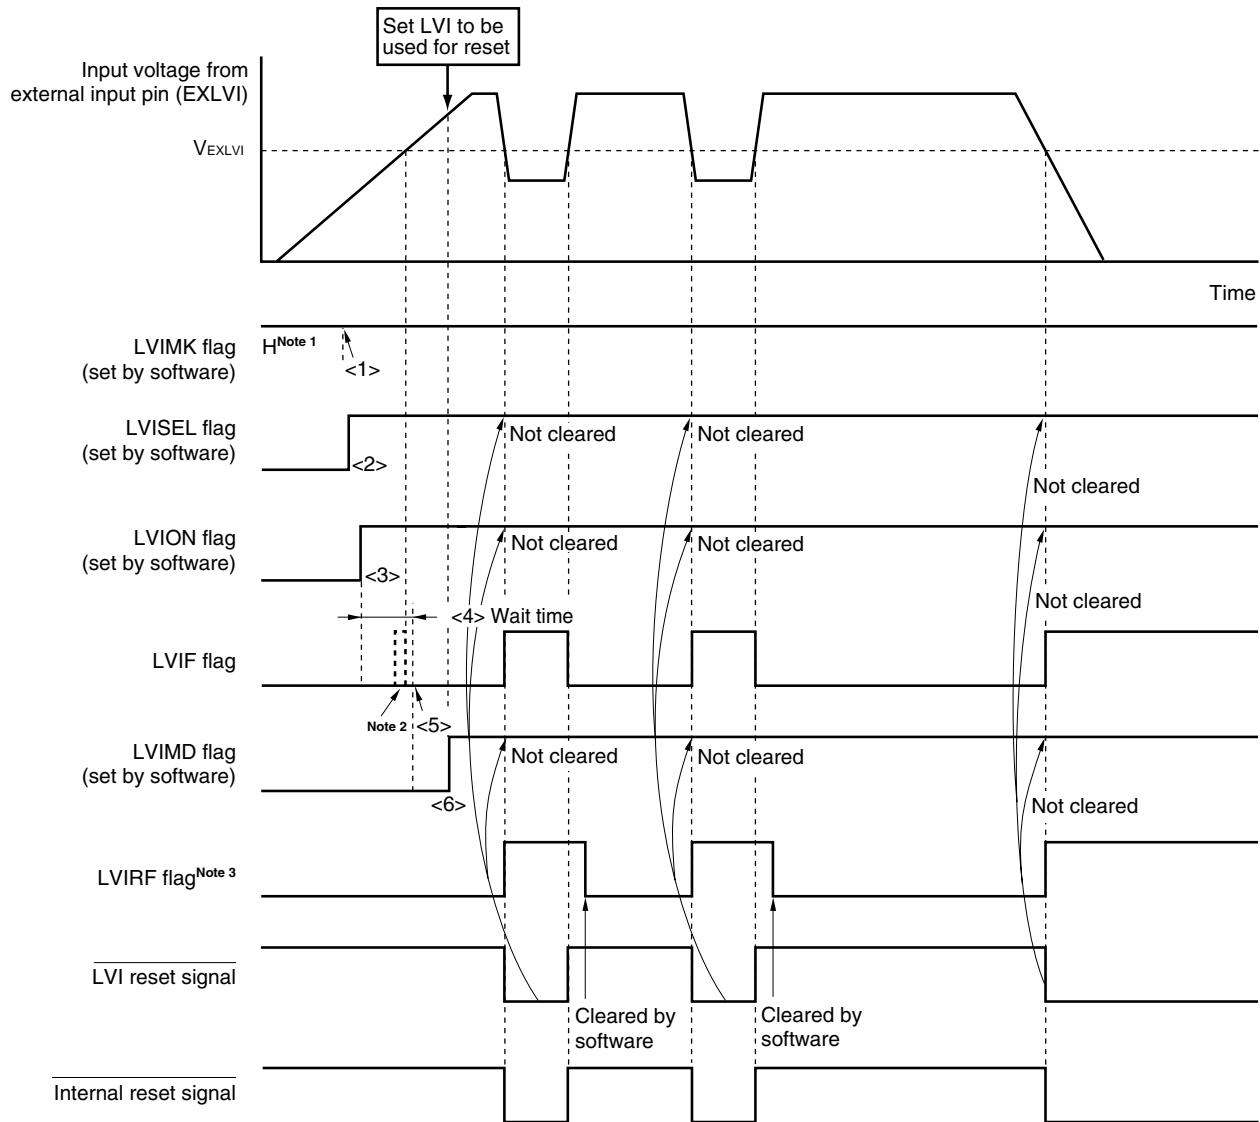 Set LVI to be
used for reset
Input voltage from
external input pin (EXLVI)
VEXLVI
Time
LVIMK flag
(set by software)
HNote 1
<1>
LVISEL flag
(set by software)
<2>
Not cleared
Not cleared
Not cleared
LVION flag
(set by software)
<3>
Not cleared
Not cleared
Not cleared
<4> Wait time
LVIF flag
Note 2
<5>
LVIMD flag
(set by software)
<6>
Not cleared
Not cleared
Not cleared
LVIRF flagNote 3
LVI reset signal
Cleared by
software
Cleared by
software
Internal reset signal